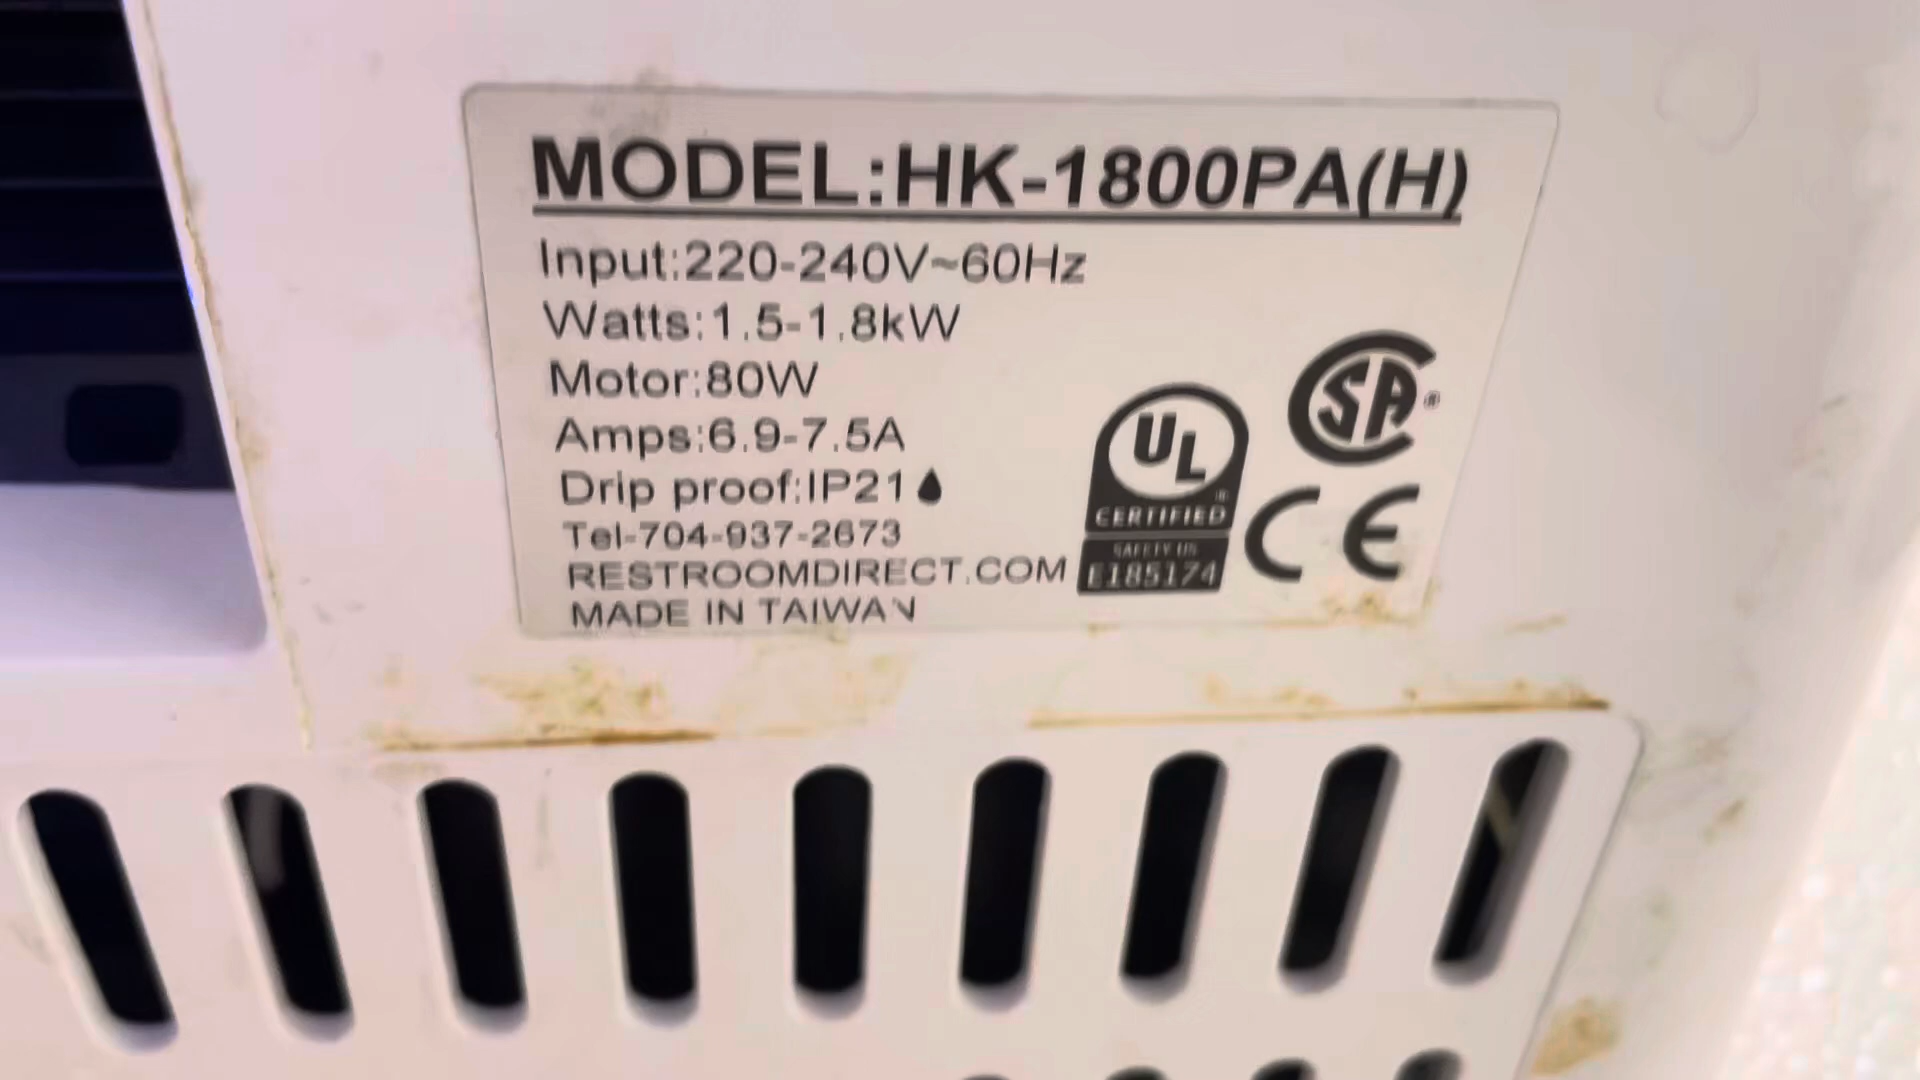 MODEL:HK-1800PA(H)
Input:220-240V~60Hz
Watts:1.5-1.8kW
Motor:80W
Amps:6.9-7.5A
Drip proof:IP21
Tel-704-937-2673
RESTROOMDIRECT.COM
MADE IN TAIWAN
UL
®
CERTIFIED
SAFETY US
E185174
SA
®
CE